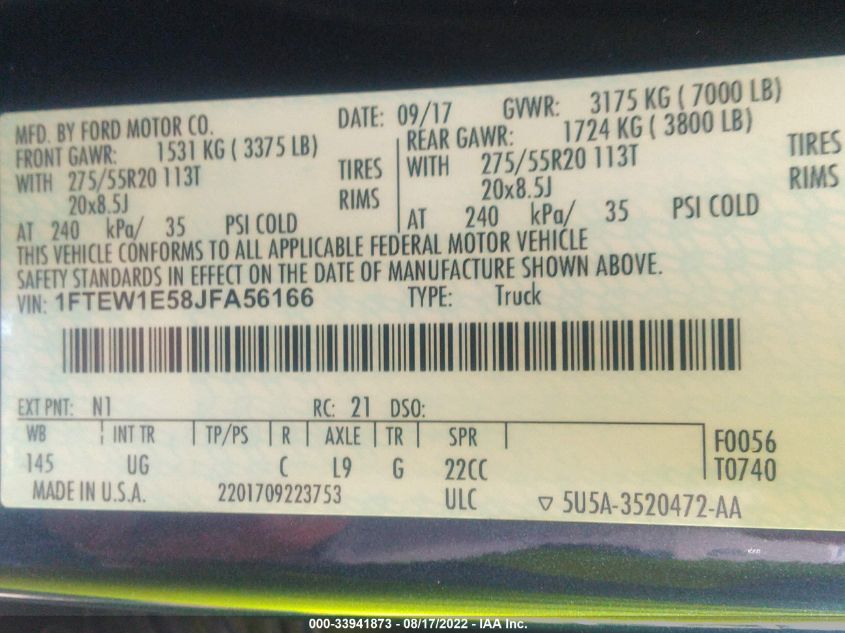 MFD. BY FORD MOTOR CO. DATE: 09/17 GVWR: 3175 KG ( 7000 LB)
FRONT GAWR: 1531 KG ( 3375 LB) REAR GAWR: 1724 KG ( 3800 LB)
WITH 275/55R20 113T TIRES WITH 275/55R20 113T TIRES
20x8.5J RIMS 20x8.5J RIMS
AT 240 kPa/ 35 PSI COLD AT 240 kPa/ 35 PSI COLD
THIS VEHICLE CONFORMS TO ALL APPLICABLE FEDERAL MOTOR VEHICLE
SAFETY STANDARDS IN EFFECT ON THE DATE OF MANUFACTURE SHOWN ABOVE.
VIN: 1FTEW1E58JFA56166 TYPE: Truck
EXT PNT: N1 RC: 21 DSO:
WB INT TR TP/PS R AXLE TR SPR F0056
145 UG C L9 G 22CC T0740
MADE IN U.S.A. 2201709223753 ULC ▽ 5U5A-3520472-AA
000-33941873 - 08/17/2022 - IAA Inc.